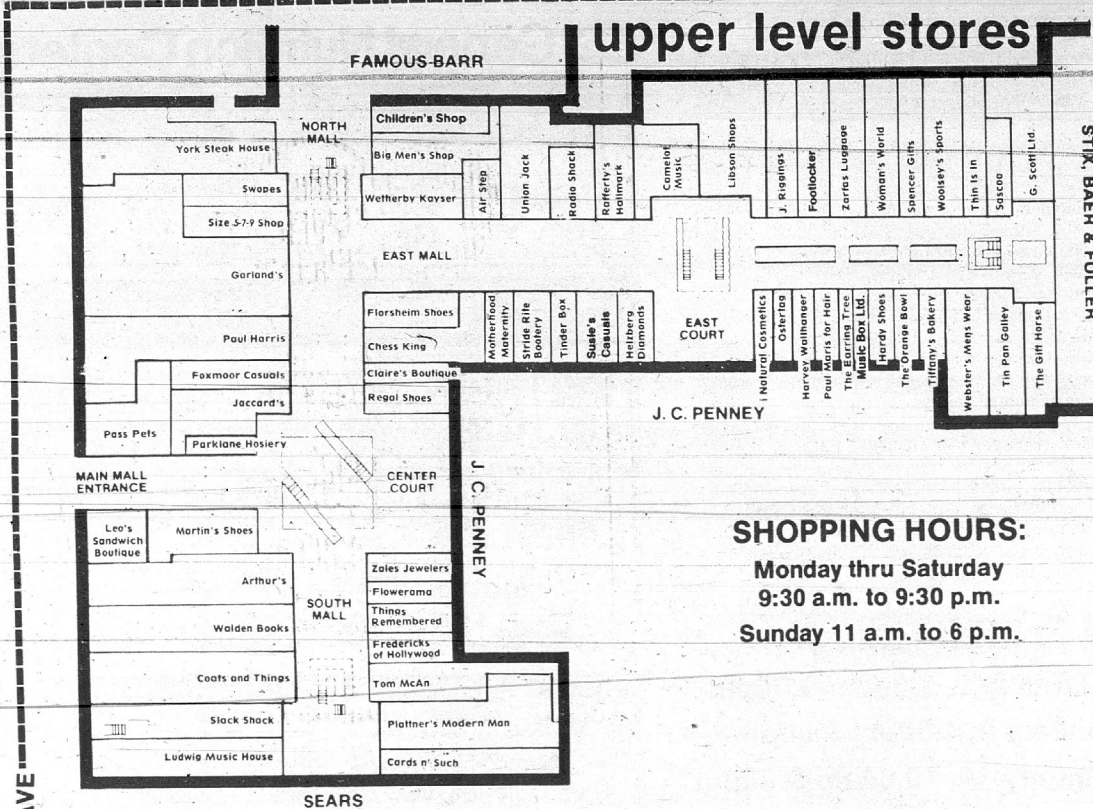 upper level stores
FAMOUS-BARR
NORTH
MALL
York Steak House
Swopes
Size 5-7-9 Shop
Garland's
Paul Harris
Foxmoor Casuals
Jaccard's
Pass Pets
Parklane Hosiery
Children's Shop
Big Men's Shop
Wetherby Kayser
Air Step
Union Jack
Radio Shack
Rafferty's
Hallmark
Camelot
Music
Libson Shops
J. Riggings
Footlocker
Zarfas Luggage
Woman's World
Spencer Gifts
Woolsey's Sports
Thin Is In
Sascoa
G. Scott Ltd.
STIX, BAER & FULLER
EAST MALL
Florsheim Shoes
Chess King
Claire's Boutique
Regal Shoes
Motherhood
Maternity
Stride Rite
Bootery
Tinder Box
Susie's
Casuals
Helzberg
Diamonds
EAST
COURT
i Natural Cosmetics
Ostertag
Harvey Wallhanger
Paul Maris for Hair
The Earring Tree
Music Box Ltd.
Hardy Shoes
The Orange Bowl
Tiffany's Bakery
Webster's Mens Wear
Tin Pan Galley
The Gift Horse
J. C. PENNEY
MAIN MALL
ENTRANCE
CENTER
COURT
J. C. PENNEY
Leo's
Sandwich
Boutique
Martin's Shoes
Arthur's
Walden Books
Coats and Things
Slack Shack
Ludwig Music House
SOUTH
MALL
Zales Jewelers
Flowerama
Things
Remembered
Fredericks
of Hollywood
Tom McAn
Plattner's Modern Man
Cards n' Such
SEARS
AVE
SHOPPING HOURS:
Monday thru Saturday
9:30 a.m. to 9:30 p.m.
Sunday 11 a.m. to 6 p.m.